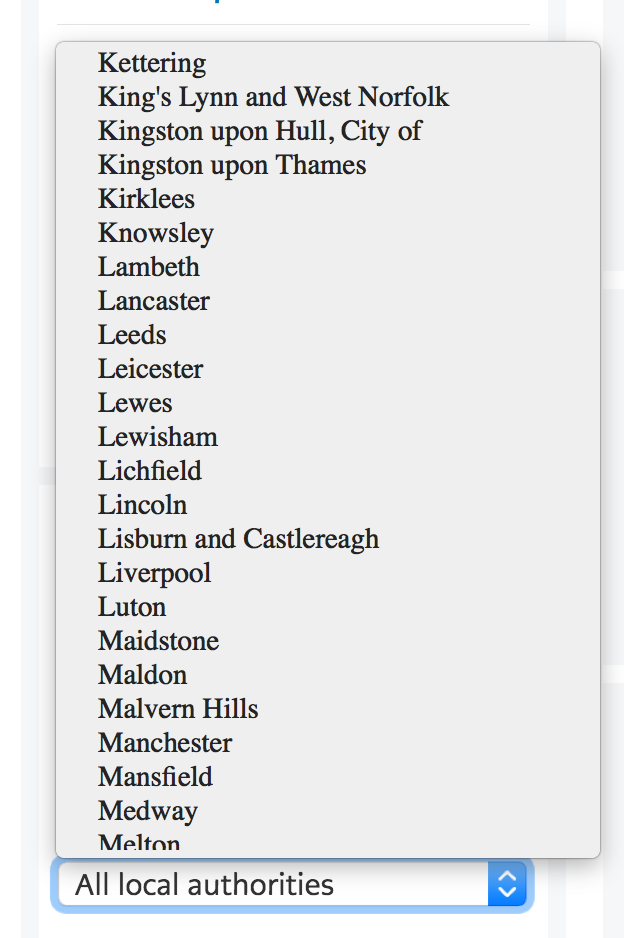 Kettering
King's Lynn and West Norfolk
Kingston upon Hull, City of
Kingston upon Thames
Kirklees
Knowsley
Lambeth
Lancaster
Leeds
Leicester
Lewes
Lewisham
Lichfield
Lincoln
Lisburn and Castlereagh
Liverpool
Luton
Maidstone
Maldon
Malvern Hills
Manchester
Mansfield
Medway
Melton
All local authorities